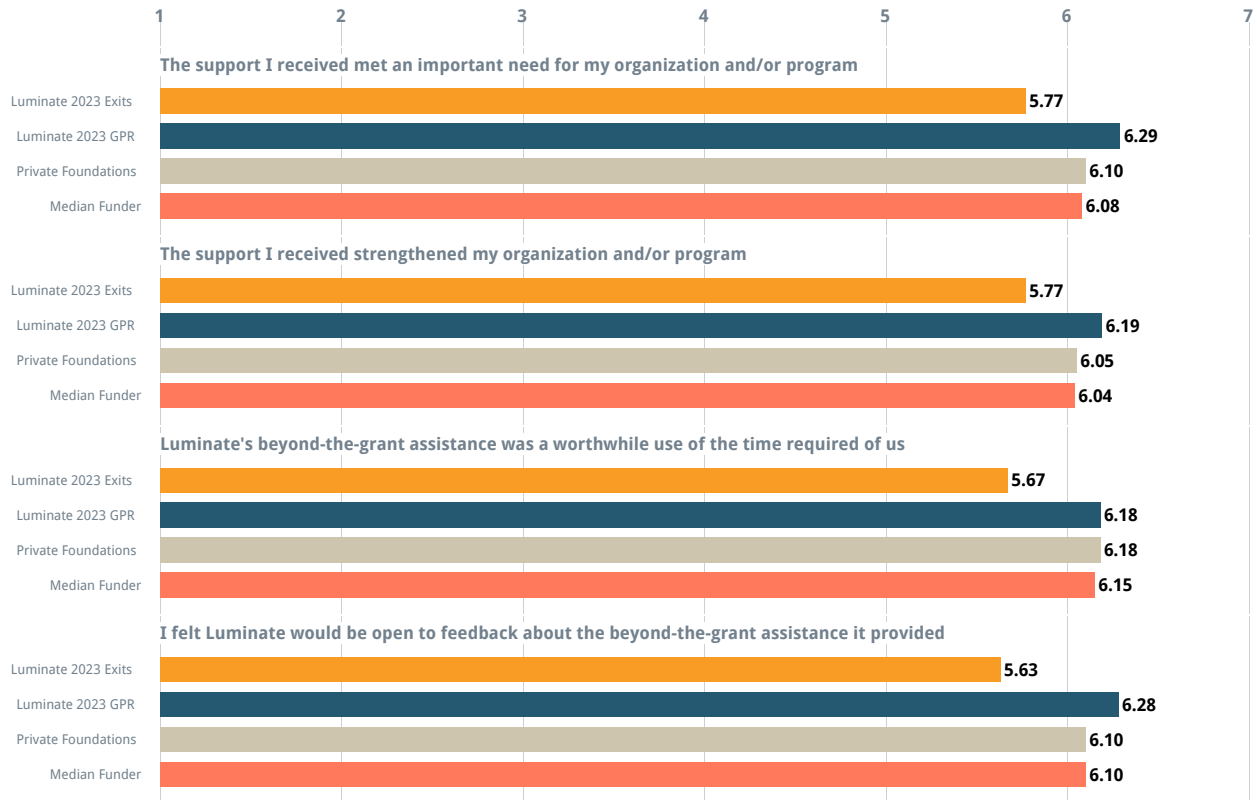 1 2 3 4 5 6 7
The support I received met an important need for my organization and/or program
Luminate 2023 Exits 5.77
Luminate 2023 GPR 6.29
Private Foundations 6.10
Median Funder 6.08
The support I received strengthened my organization and/or program
Luminate 2023 Exits 5.77
Luminate 2023 GPR 6.19
Private Foundations 6.05
Median Funder 6.04
Luminate's beyond-the-grant assistance was a worthwhile use of the time required of us
Luminate 2023 Exits 5.67
Luminate 2023 GPR 6.18
Private Foundations 6.18
Median Funder 6.15
I felt Luminate would be open to feedback about the beyond-the-grant assistance it provided
Luminate 2023 Exits 5.63
Luminate 2023 GPR 6.28
Private Foundations 6.10
Median Funder 6.10